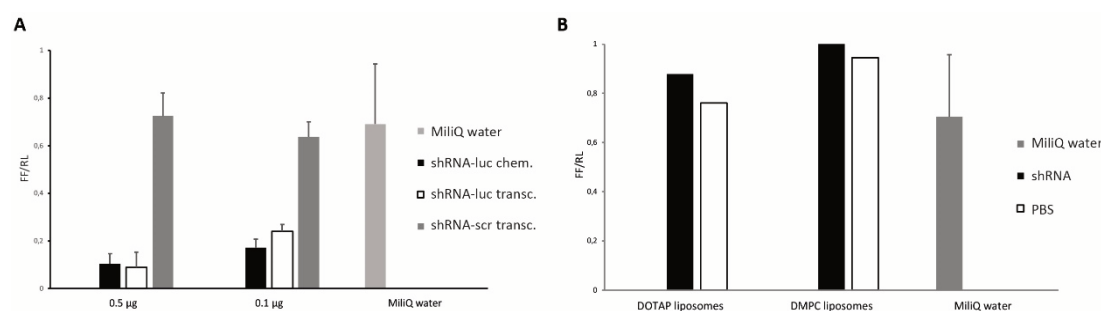 A
1
0,8
0,6
0,4
0,2
0
FF/RL
0.5 µg
0.1 µg
MiliQ water
MiliQ water
shRNA-luc chem.
shRNA-luc transc.
shRNA-scr transc.
B
1
0,8
0,6
0,4
0,2
0
FF/RL
DOTAP liposomes
DMPC liposomes
MiliQ water
MiliQ water
shRNA
PBS